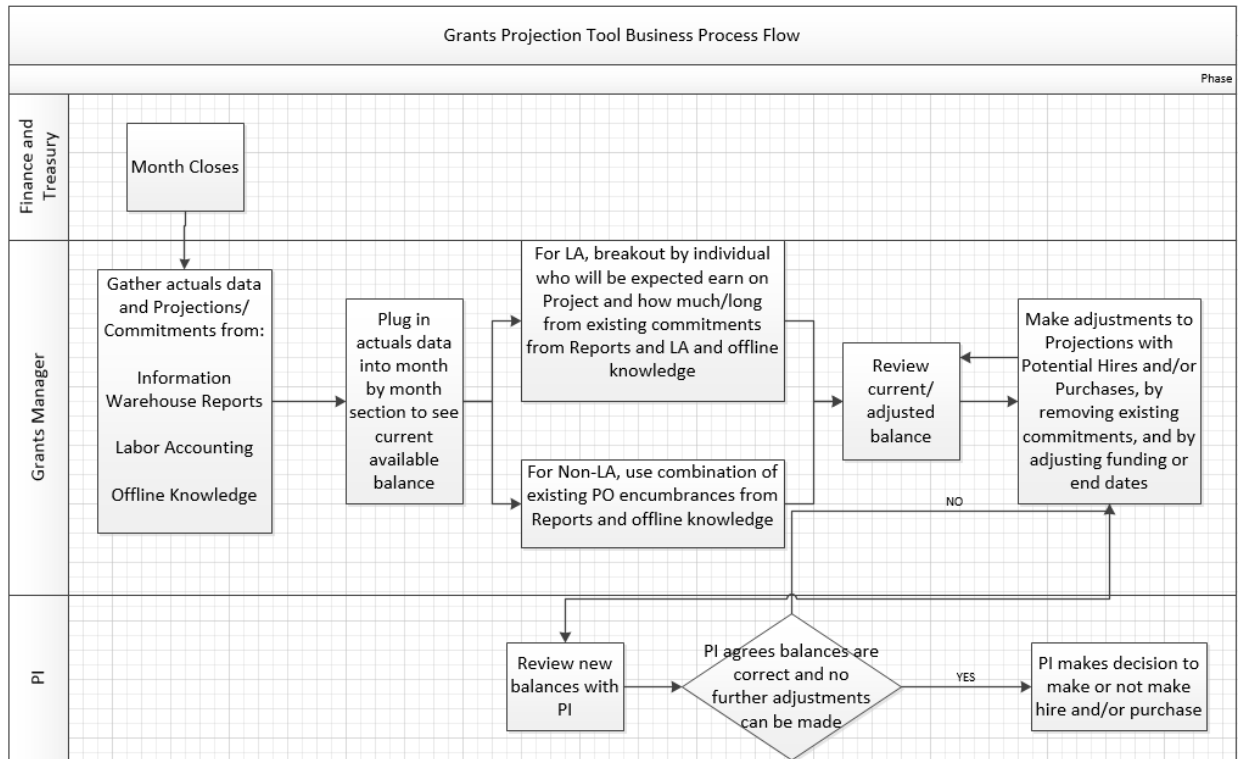 Grants Projection Tool Business Process Flow
Phase
Finance and
Treasury
Month Closes
Grants Manager
Gather actuals data
and Projections/
Commitments from:
Information
Warehouse Reports
Labor Accounting
Offline Knowledge
Plug in
actuals data
into month
by month
section to see
current
available
balance
For LA, breakout by individual
who will be expected earn on
Project and how much/long
from existing commitments
from Reports and LA and offline
knowledge
For Non-LA, use combination of
existing PO encumbrances from
Reports and offline knowledge
Review
current/
adjusted
balance
Make adjustments to
Projections with
Potential Hires and/or
Purchases, by
removing existing
commitments, and by
adjusting funding or
end dates
NO
PI
Review new
balances with
PI
PI agrees balances are
correct and no
further adjustments
can be made
YES
PI makes decision to
make or not make
hire and/or purchase